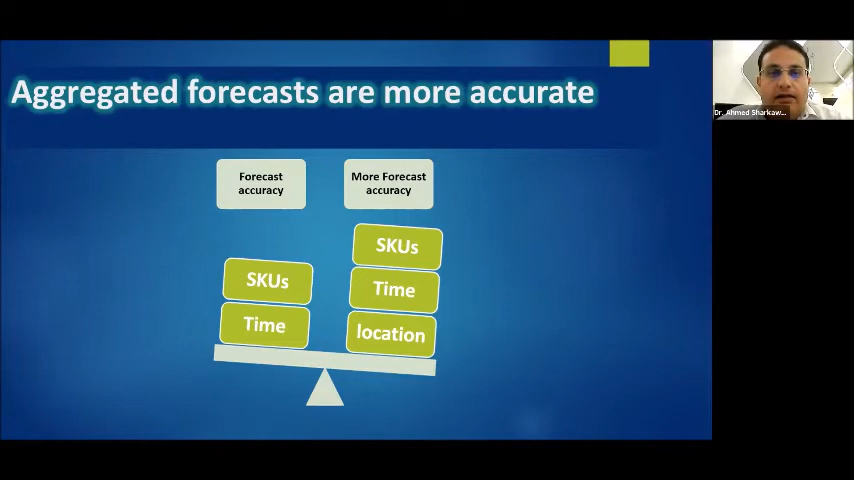 Aggregated forecasts are more accurate
Forecast
accuracy
More Forecast
accuracy
SKUs
Time
SKUs
Time
location
Dr. Ahmed Sharkaw...